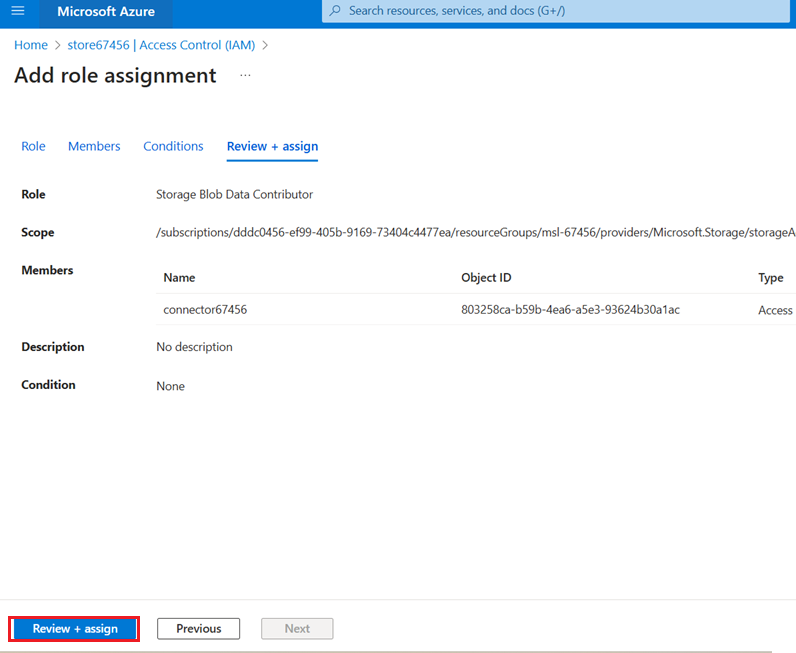 Microsoft Azure
Search resources, services, and docs (G+/)
Home > store67456 | Access Control (IAM) >
Add role assignment ...
Role Members Conditions Review + assign
Role Storage Blob Data Contributor
Scope /subscriptions/dddc0456-ef99-405b-9169-73404c4477ea/resourceGroups/msl-67456/providers/Microsoft.Storage/storageA
Members
Name Object ID Type
connector67456 803258ca-b59b-4ea6-a5e3-93624b30a1ac Access
Description No description
Condition None
Review + assign Previous Next